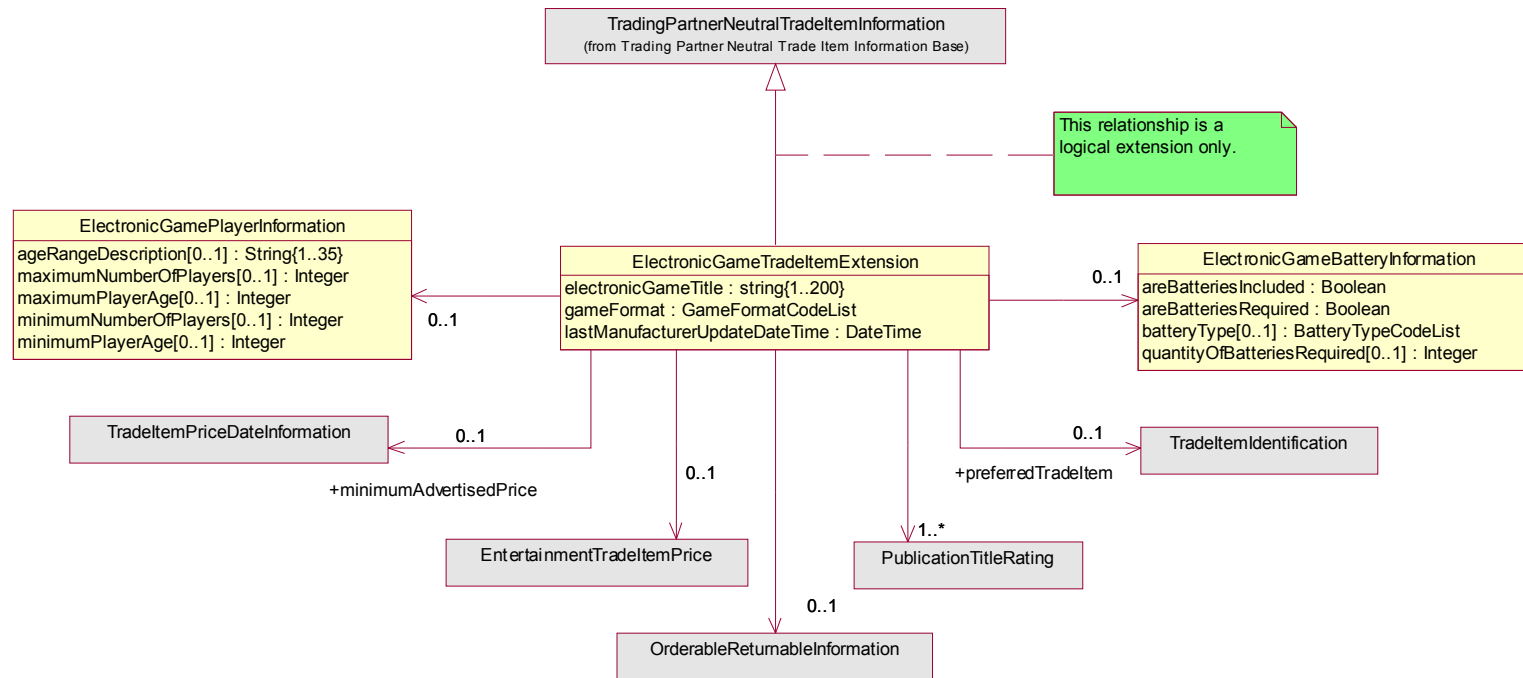 TradingPartnerNeutralTradeItemInformation
(from Trading Partner Neutral Trade Item Information Base)
This relationship is a
logical extension only.
ElectronicGamePlayerInformation
ageRangeDescription[0..1] : String{1..35}
maximumNumberOfPlayers[0..1] : Integer
maximumPlayerAge[0..1] : Integer
minimumNumberOfPlayers[0..1] : Integer
minimumPlayerAge[0..1] : Integer
0..1
ElectronicGameTradeItemExtension
electronicGameTitle : string{1..200}
gameFormat : GameFormatCodeList
lastManufacturerUpdateDateTime : DateTime
0..1
ElectronicGameBatteryInformation
areBatteriesIncluded : Boolean
areBatteriesRequired : Boolean
batteryType[0..1] : BatteryTypeCodeList
quantityOfBatteriesRequired[0..1] : Integer
TradeItemPriceDateInformation
0..1
0..1
TradeItemIdentification
+minimumAdvertisedPrice
0..1
+preferredTradeItem
EntertainmentTradeItemPrice
1..*
PublicationTitleRating
0..1
OrderableReturnableInformation